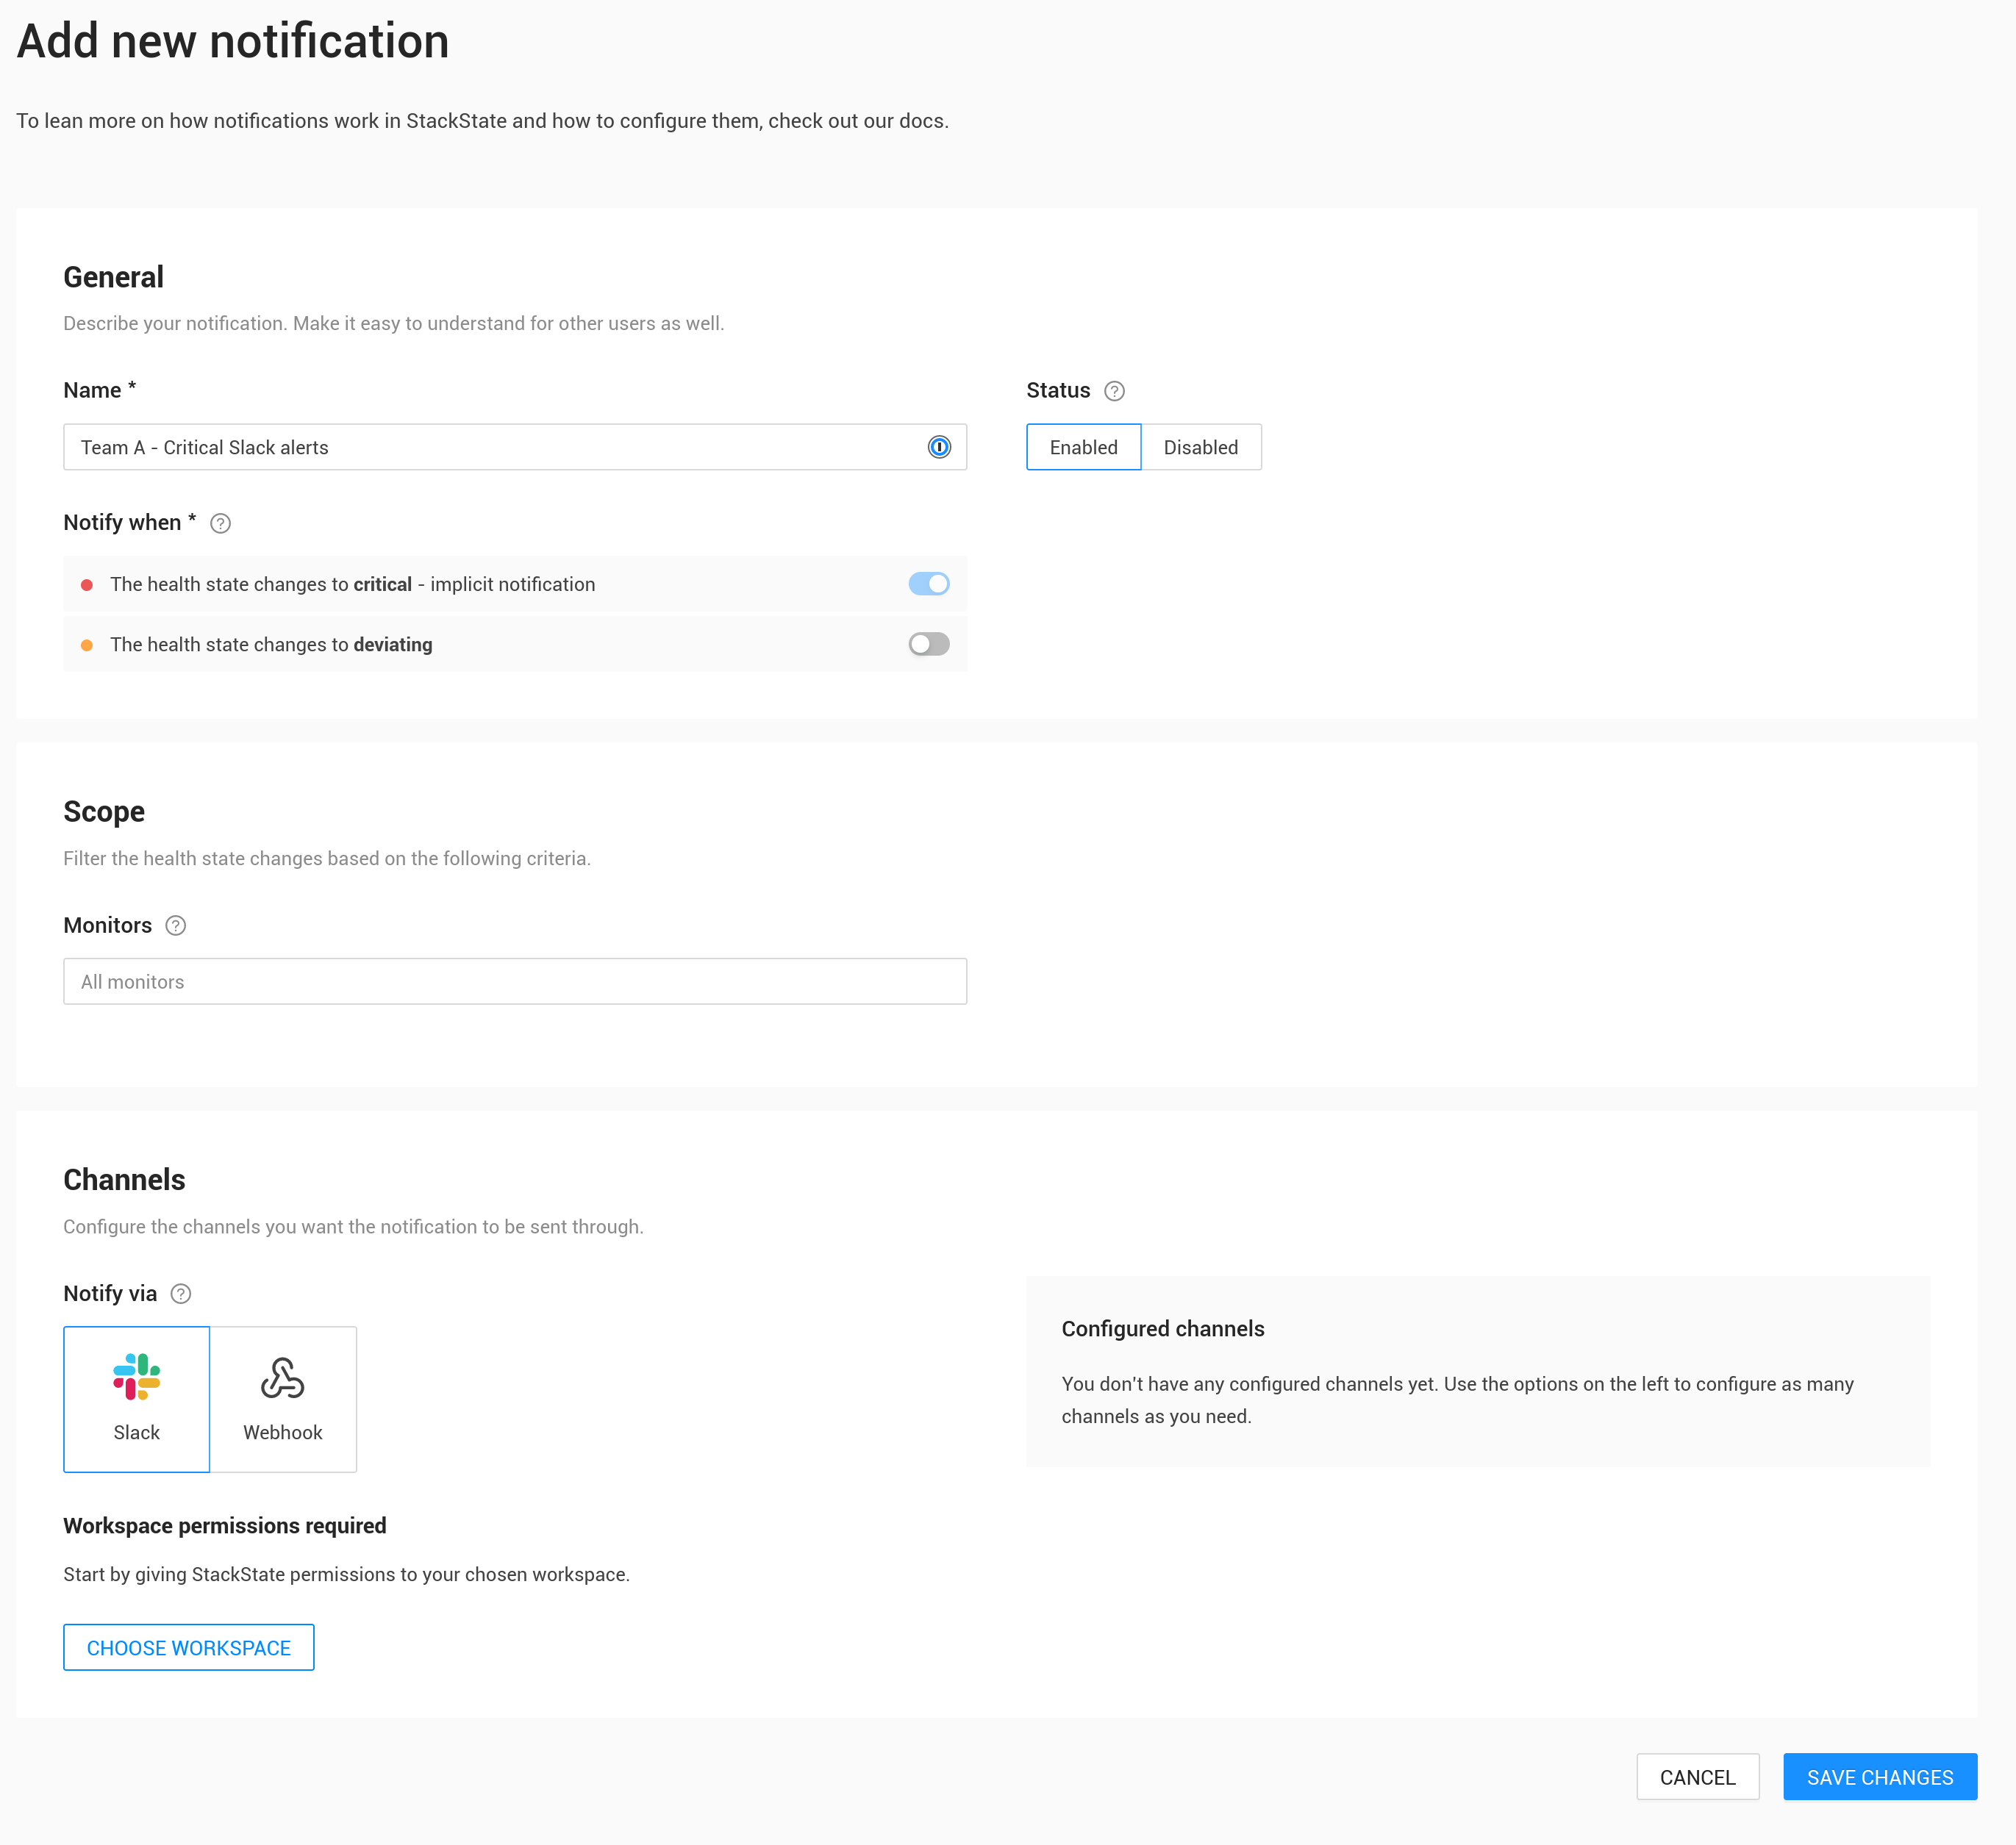 Add new notification
To lean more on how notifications work in StackState and how to configure them, check out our docs.
General
Describe your notification. Make it easy to understand for other users as well.
Name *
Team A - Critical Slack alerts
Status ?
Enabled
Disabled
Notify when * ?
The health state changes to critical - implicit notification
The health state changes to deviating
Scope
Filter the health state changes based on the following criteria.
Monitors ?
All monitors
Channels
Configure the channels you want the notification to be sent through.
Notify via ?
Slack
Webhook
Configured channels
You don't have any configured channels yet. Use the options on the left to configure as many
channels as you need.
Workspace permissions required
Start by giving StackState permissions to your chosen workspace.
CHOOSE WORKSPACE
CANCEL
SAVE CHANGES